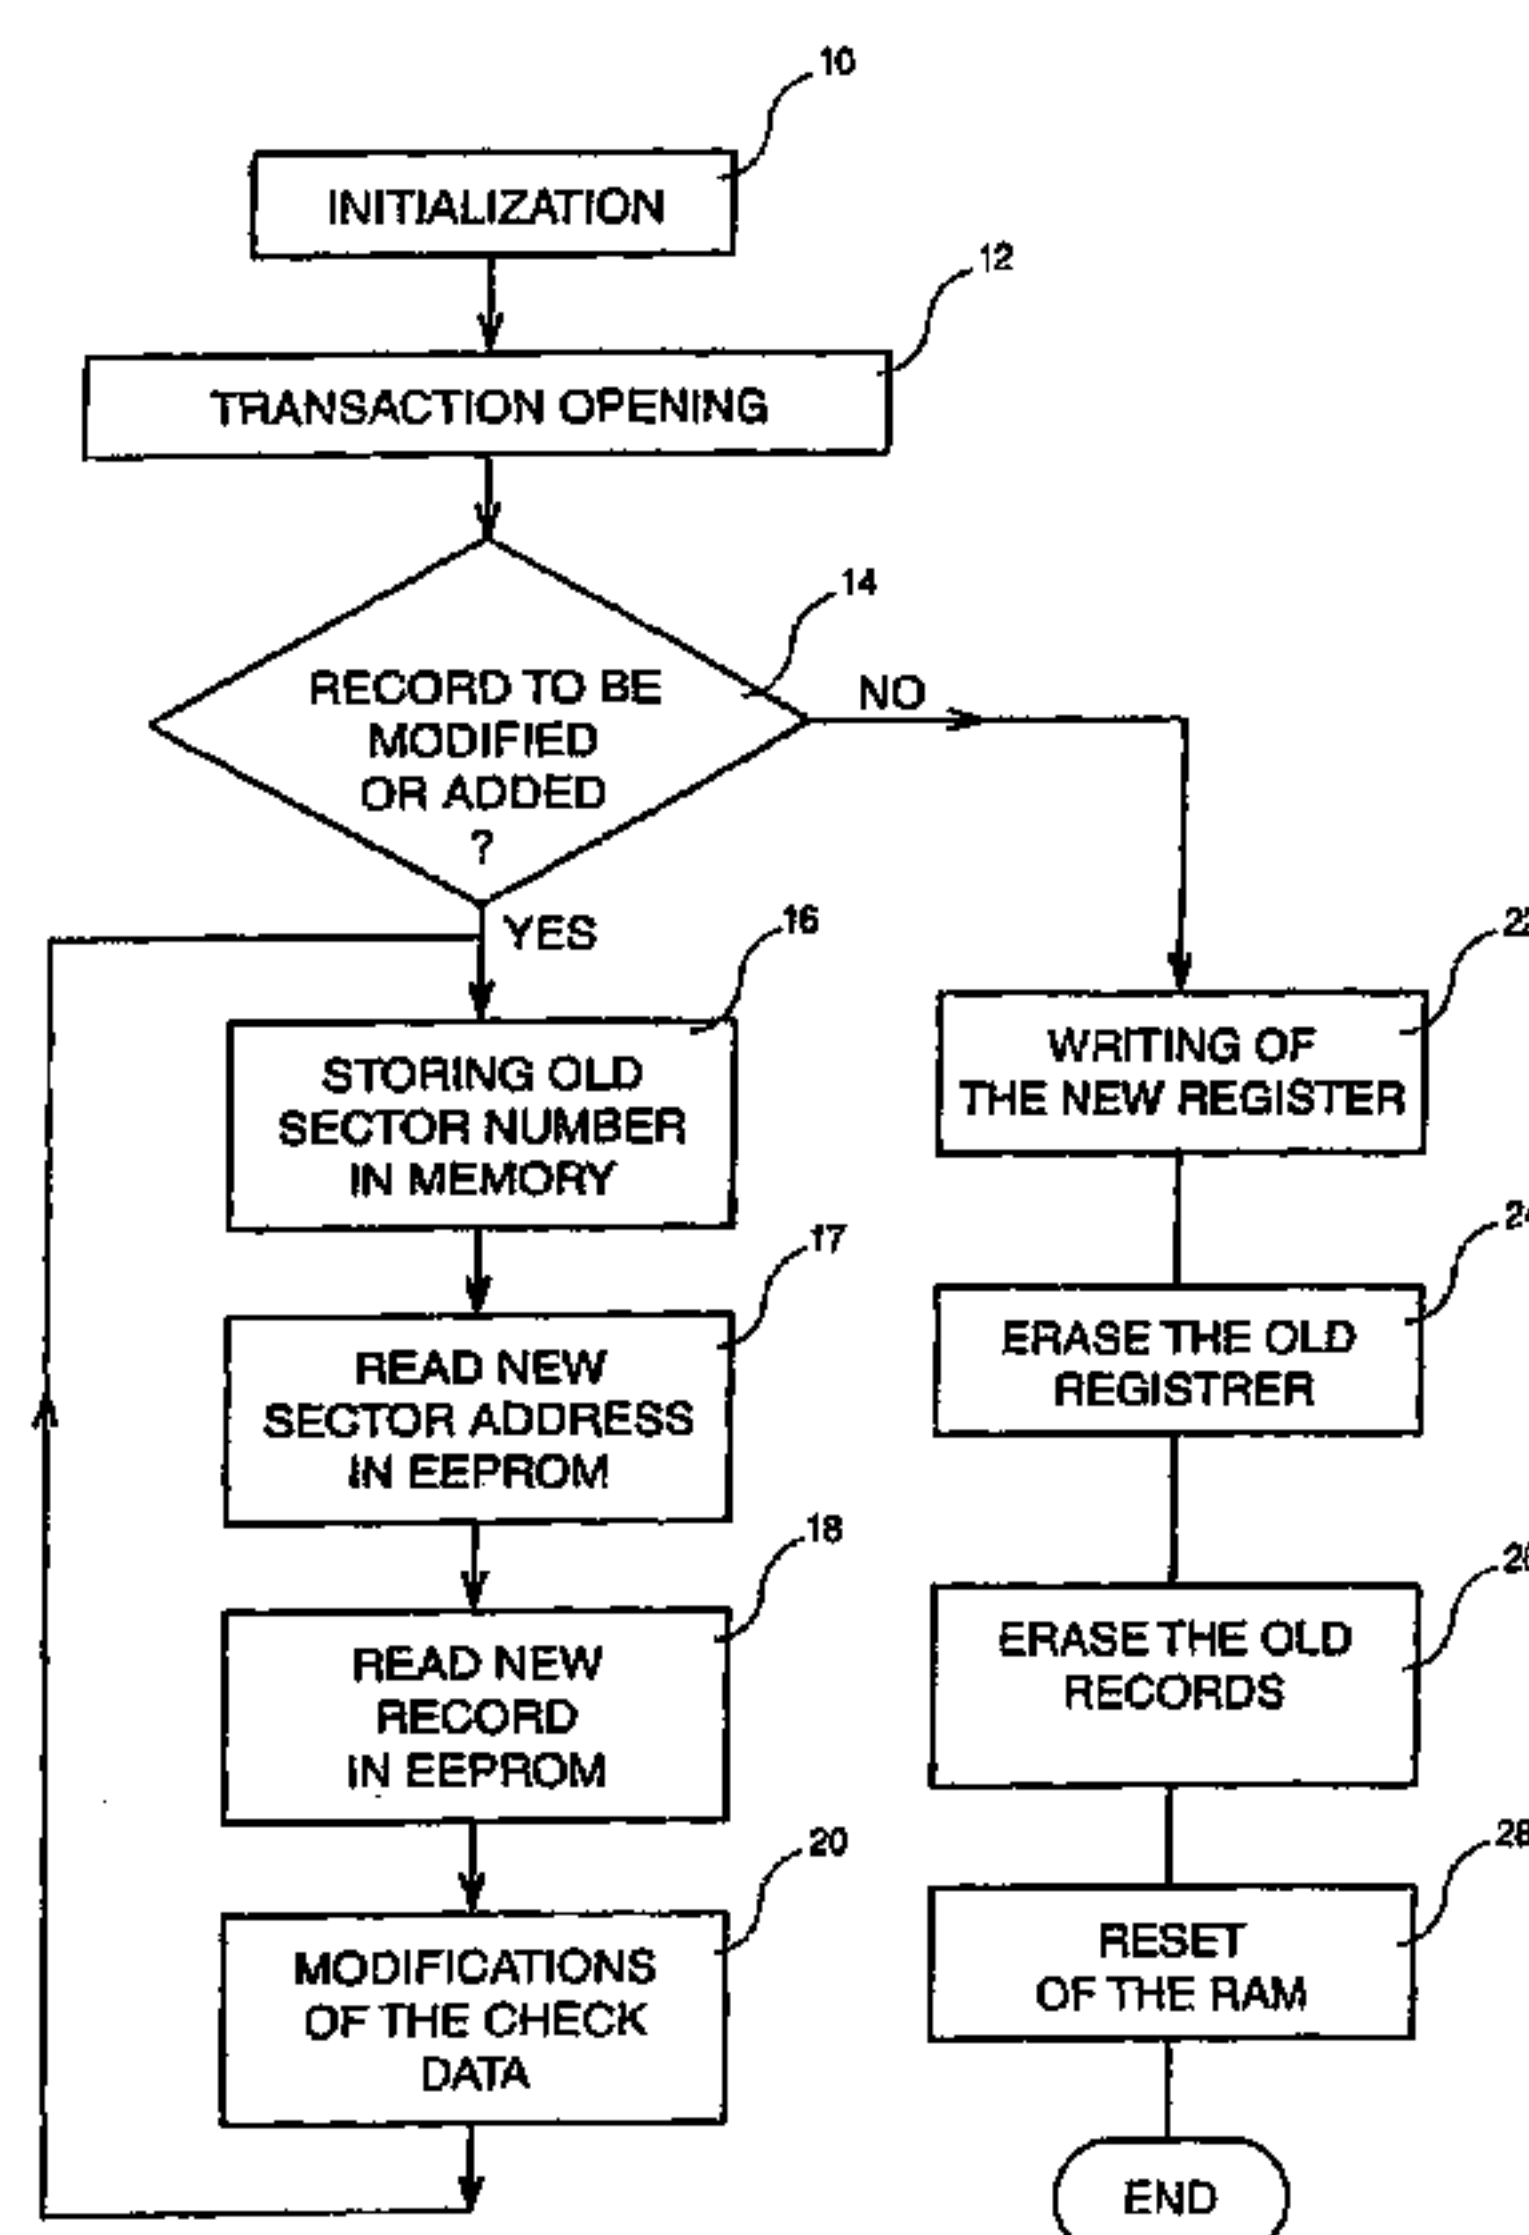 10
INITIALIZATION
12
TRANSACTION OPENING
14
RECORD TO BE
MODIFIED
OR ADDED
?
NO
YES
16
STORING OLD
SECTOR NUMBER
IN MEMORY
17
READ NEW
SECTOR ADDRESS
IN EEPROM
18
READ NEW
RECORD
IN EEPROM
20
MODIFICATIONS
OF THE CHECK
DATA
22
WRITING OF
THE NEW REGISTER
24
ERASE THE OLD
REGISTRER
ERASE THE OLD
RECORDS
28
RESET
OF THE RAM
END